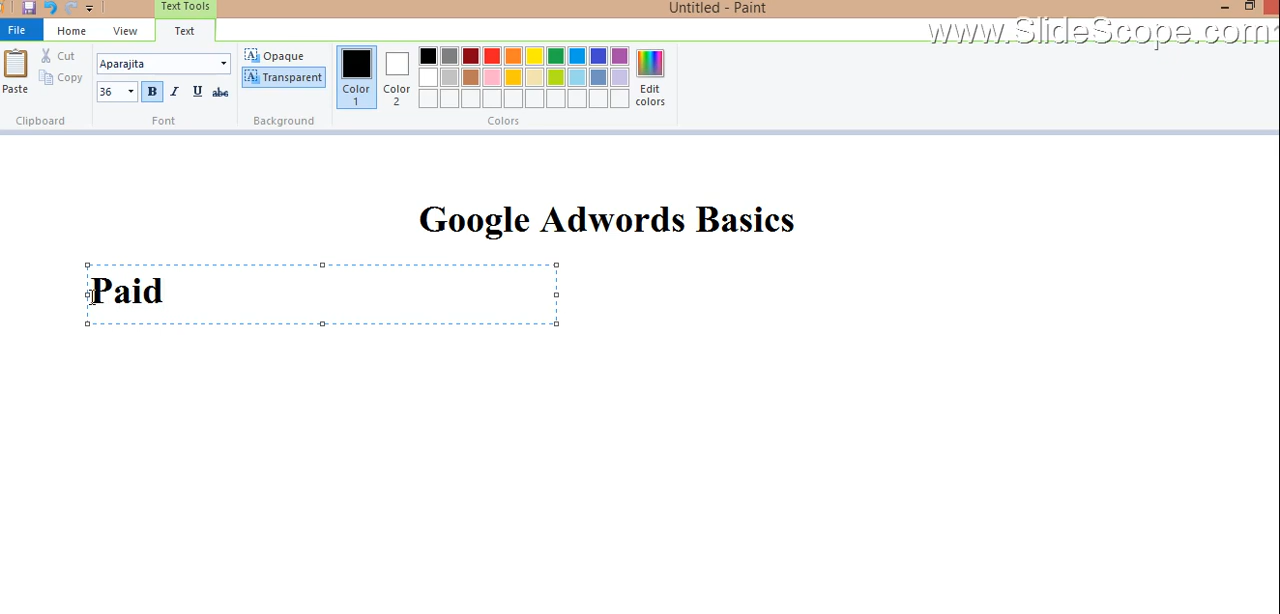 Text Tools
Untitled - Paint
File
Home
View
Text
www.SlideScope.com
Paste
Cut
Copy
Clipboard
Aparajita
36
B
I
U
abc
Font
Opaque
Transparent
Background
Color 1
Color 2
Edit colors
Colors
Google Adwords Basics
Paid